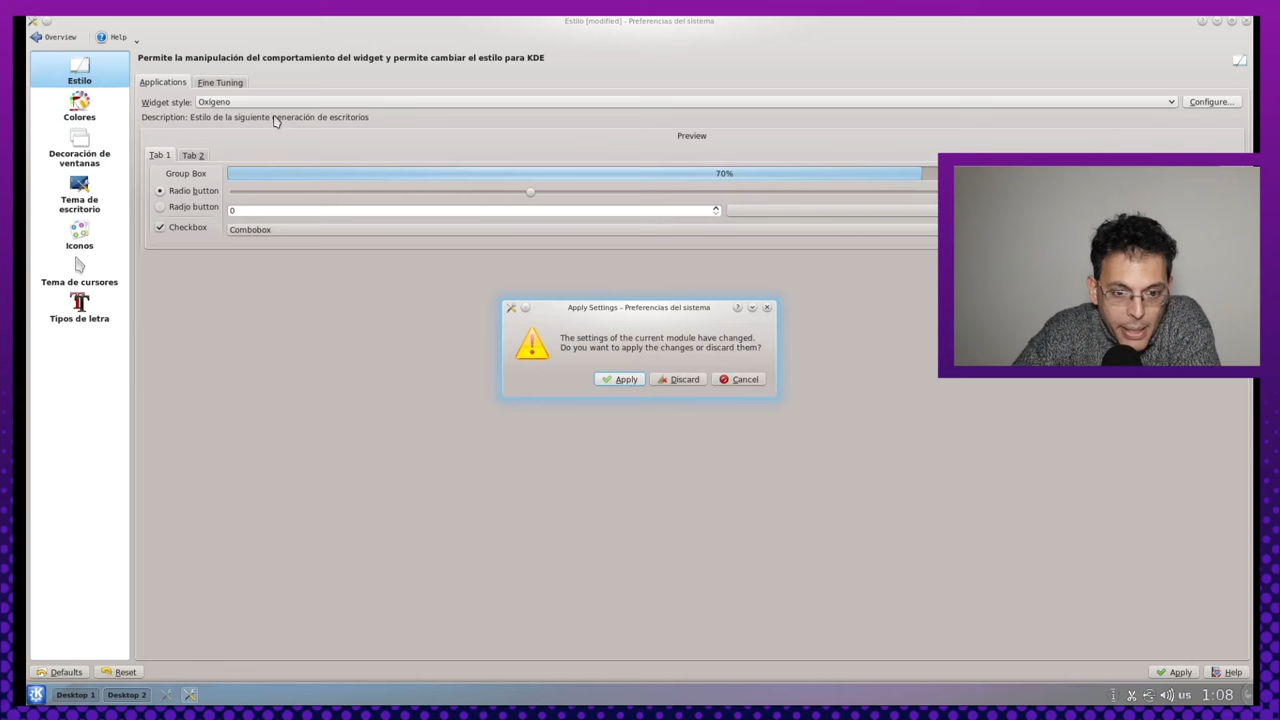 Estilo [modified] – Preferencias del sistema
Overview
Help
Permite la manipulación del comportamiento del widget y permite cambiar el estilo para KDE
Estilo
Colores
Decoración de
ventanas
Tema de
escritorio
Iconos
Tema de cursores
Tipos de letra
Applications
Fine Tuning
Widget style:
Oxígeno
Configure...
Description: Estilo de la siguiente generación de escritorios
Preview
Tab 1
Tab 2
Group Box
70%
Radio button
Radjo button
0
Checkbox
Combobox
Apply Settings – Preferencias del sistema
The settings of the current module have changed.
Do you want to apply the changes or discard them?
Apply
Discard
Cancel
Defaults
Reset
Apply
Help
Desktop 1
Desktop 2
us
1:08